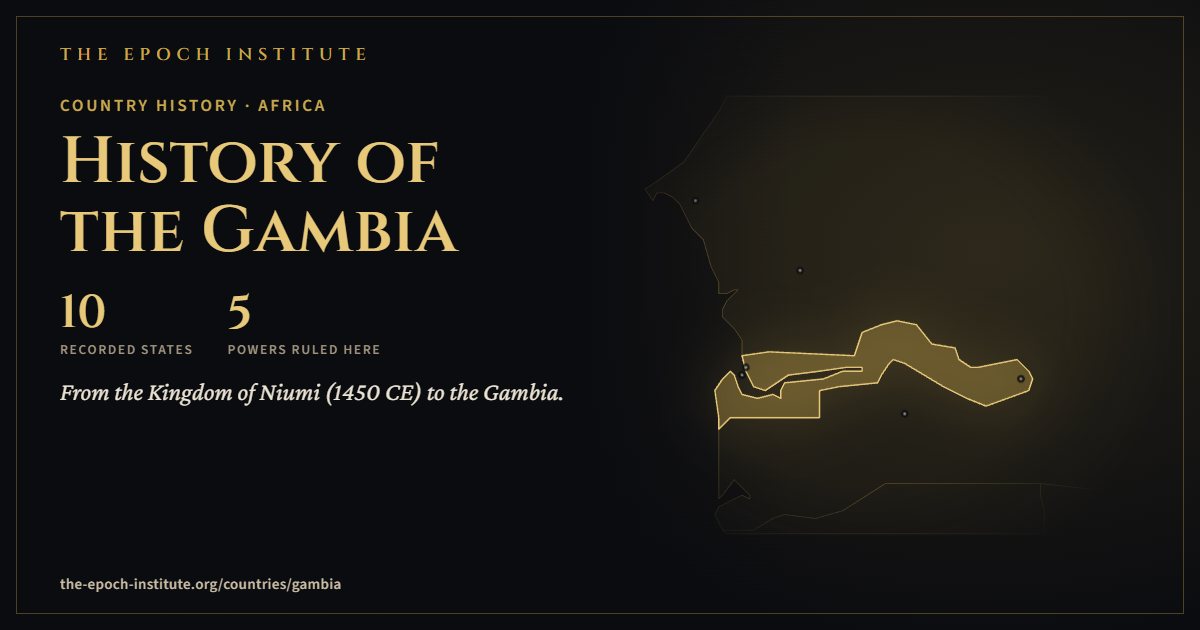 THE EPOCH INSTITUTE
COUNTRY HISTORY · AFRICA
HISTORY OF
THE GAMBIA
10 5
RECORDED STATES POWERS RULED HERE
From the Kingdom of Niumi (1450 CE) to the Gambia.
the-epoch-institute.org/countries/gambia